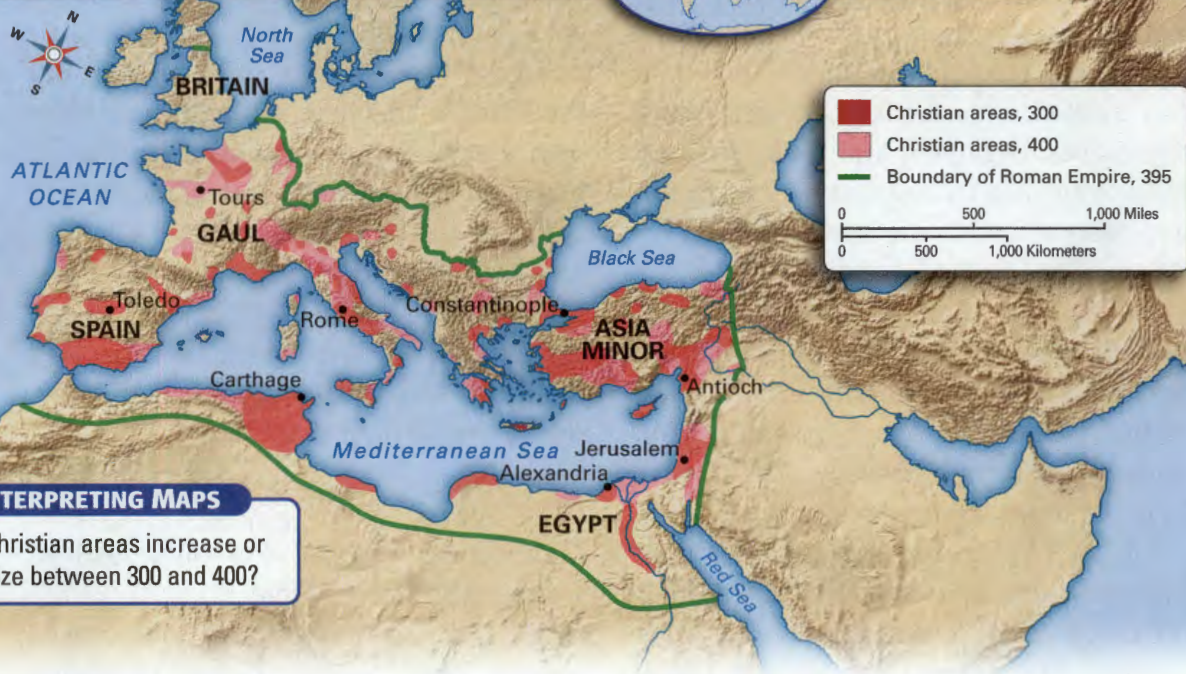 N
W
E
S
North
Sea
BRITAIN
ATLANTIC
OCEAN
Tours
GAUL
Toledo
SPAIN
Rome
Constantinople
Black Sea
ASIA
MINOR
Carthage
Antioch
Mediterranean Sea
Jerusalem
Alexandria
EGYPT
Red Sea
Christian areas, 300
Christian areas, 400
Boundary of Roman Empire, 395
0 500 1,000 Miles
0 500 1,000 Kilometers
TERPRETING MAPS
hristian areas increase or
ze between 300 and 400?